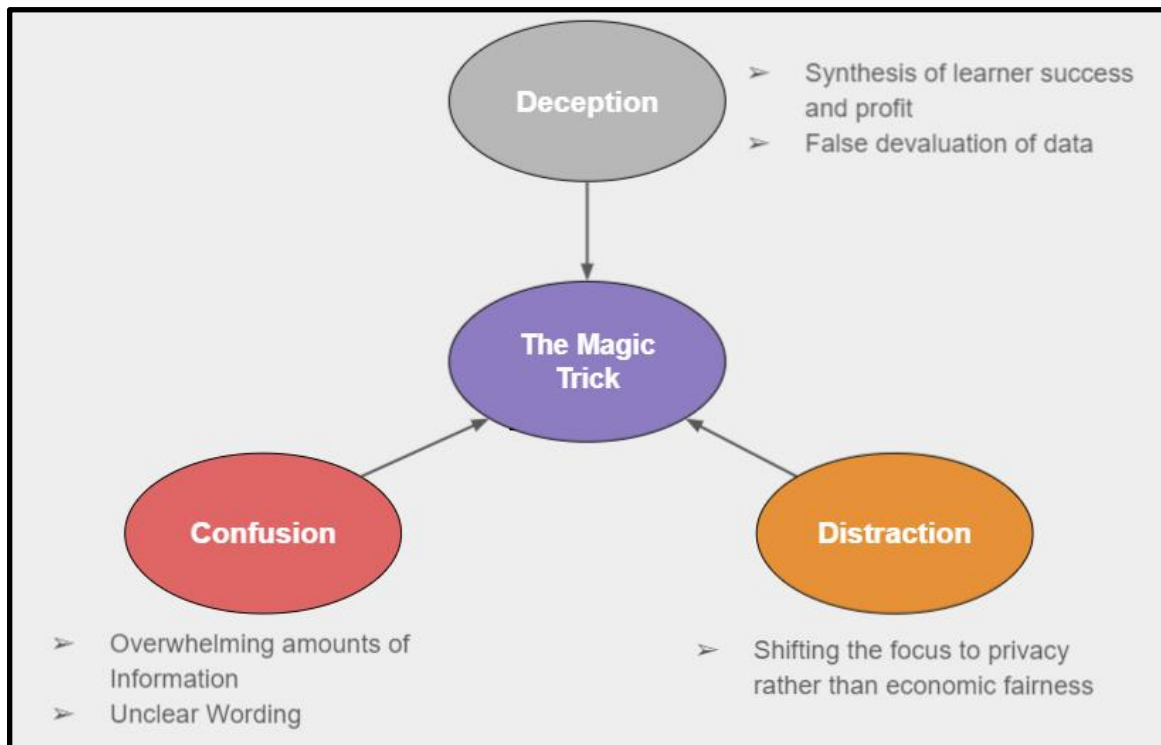 Deception
➢ Synthesis of learner success
and profit
➢ False devaluation of data
The Magic
Trick
Confusion
➢ Overwhelming amounts of
Information
➢ Unclear Wording
Distraction
➢ Shifting the focus to privacy
rather than economic fairness